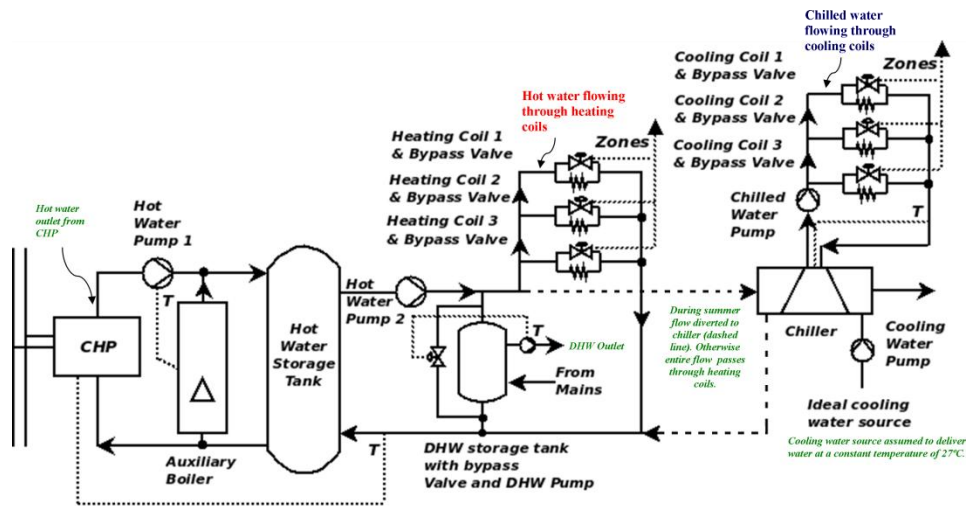 Chilled water
flowing through
cooling coils
Cooling Coil 1
& Bypass Valve
Zones
Cooling Coil 2
& Bypass Valve
Cooling Coil 3
& Bypass Valve
Hot water flowing
through heating
coils
Heating Coil 1
& Bypass Valve
Zones
Heating Coil 2
& Bypass Valve
Heating Coil 3
& Bypass Valve
Chilled
Water
Pump
T
Hot water
outlet from
CHP
Hot
Water
Pump 1
T
CHP
Hot
Water
Storage
Tank
Hot
Water
Pump 2
T
DHW Outlet
From
Mains
During summer
flow diverted to
chiller (dashed
line). Otherwise
entire flow passes
through heating
coils.
Chiller
Cooling
Water
Pump
Ideal cooling
water source
Cooling water source assumed to deliver
water at a constant temperature of 27ºC.
Auxiliary
Boiler
T
DHW storage tank
with bypass
Valve and DHW Pump